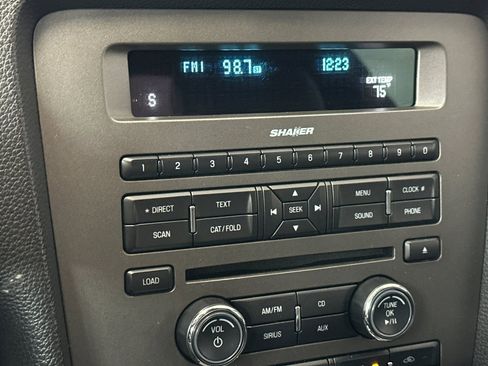 FM1 98.7 12:23
EXT TEMP
S 75°F
SHAKER
1 2 3 4 5 6 7 8 9 0
* DIRECT TEXT SEEK MENU CLOCK #
SCAN CAT/FOLD SOUND PHONE
LOAD
AM/FM CD
VOL TUNE
OK
SIRIUS AUX